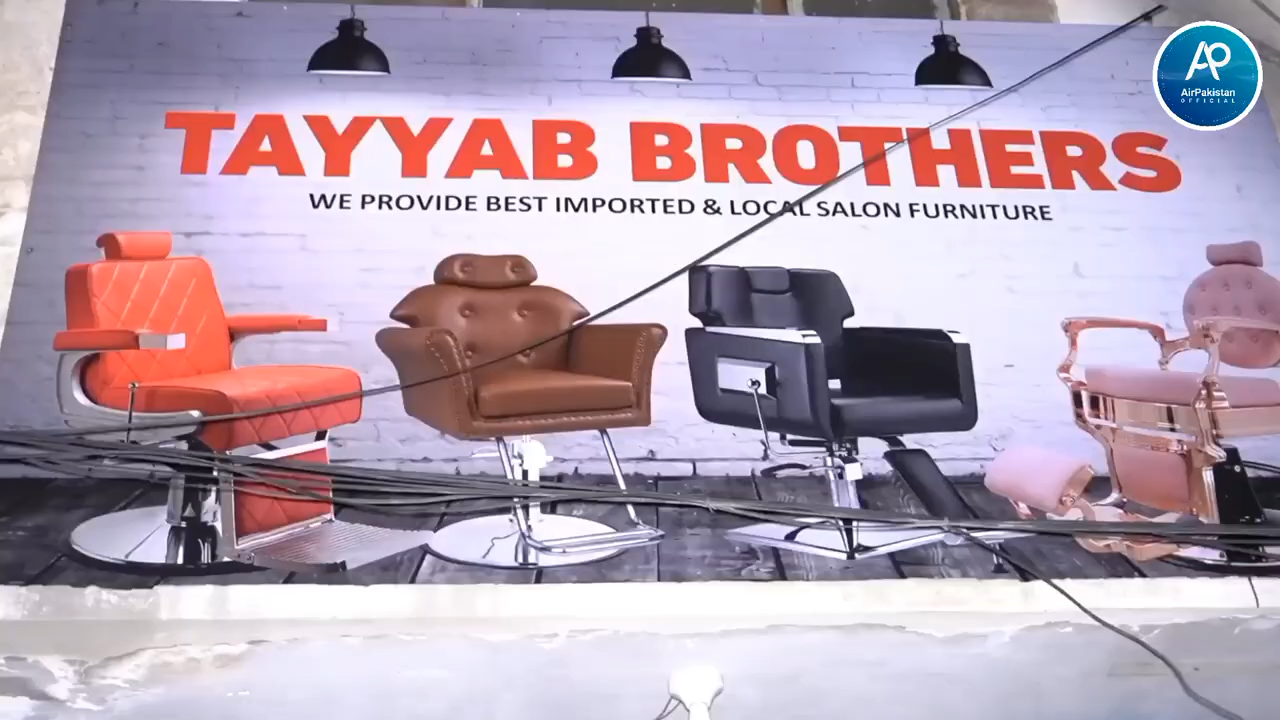 TAYYAB BROTHERS
WE PROVIDE BEST IMPORTED & LOCAL SALON FURNITURE
AP
AirPakistan
OFFICIAL